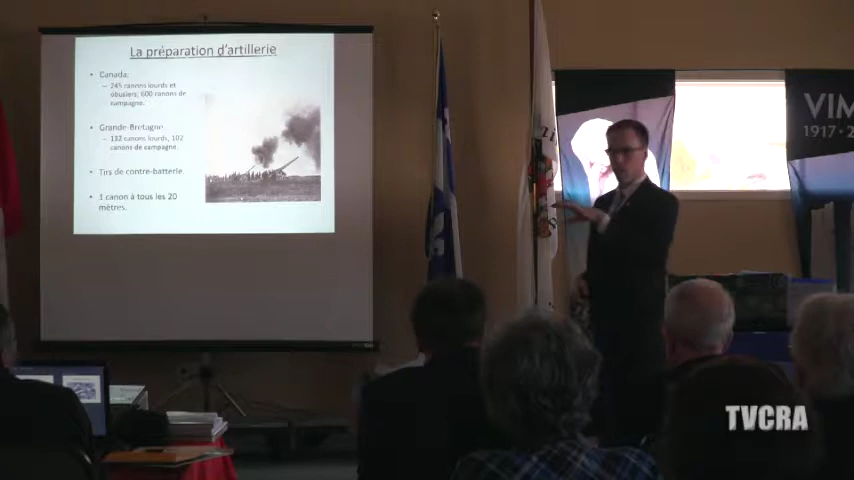 La préparation d'artillerie
• Canada:
– 245 canons lourds et
obusiers; 600 canons de
campagne.
• Grande-Bretagne:
– 132 canons lourds, 102
canons de campagne.
• Tirs de contre-batterie
• 1 canon à tous les 20
mètres.
VIM
1917 · 2
TVCRA